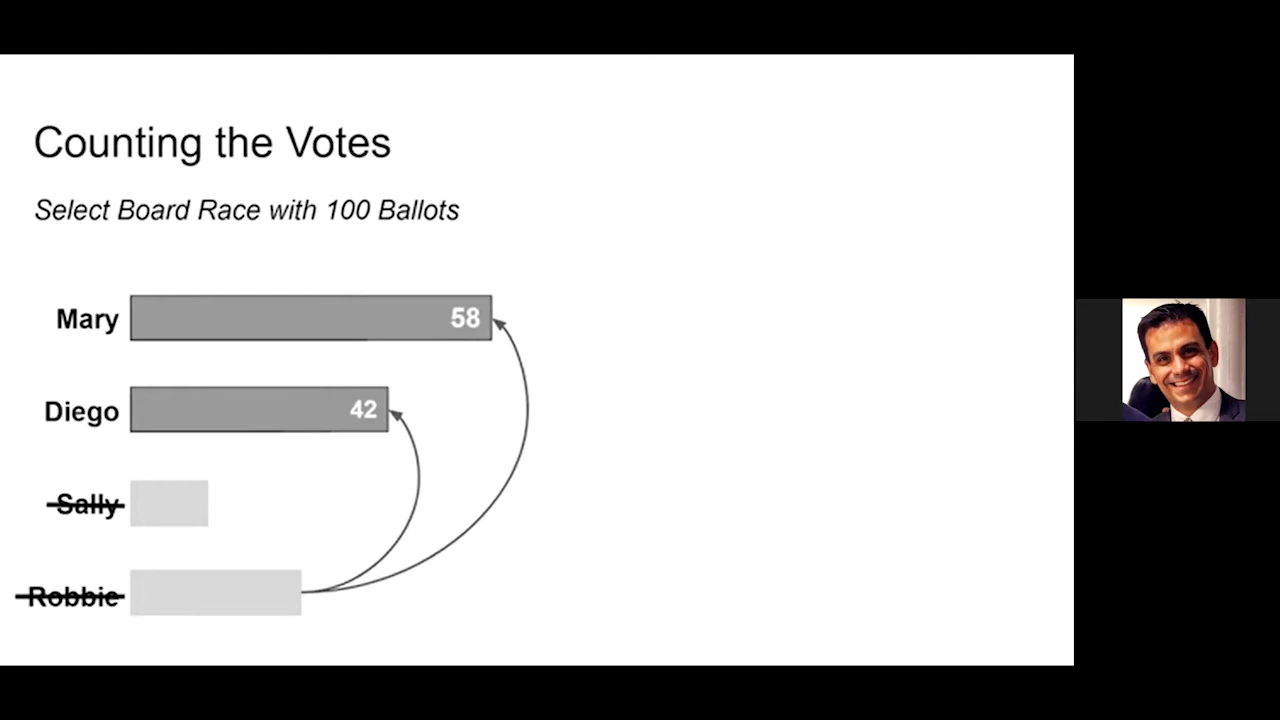 Counting the Votes
Select Board Race with 100 Ballots
Mary 58
Diego 42
Sally
Robbie